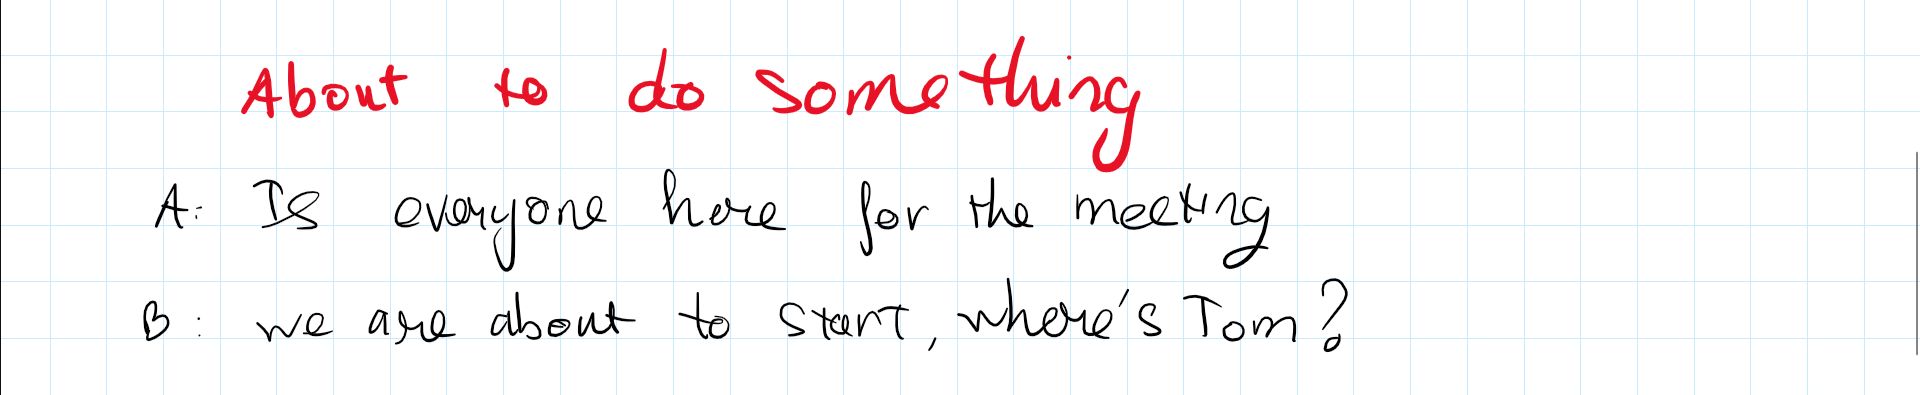 About to do something
A: Is everyone here for the meeting
B: we are about to start, where's Tom?